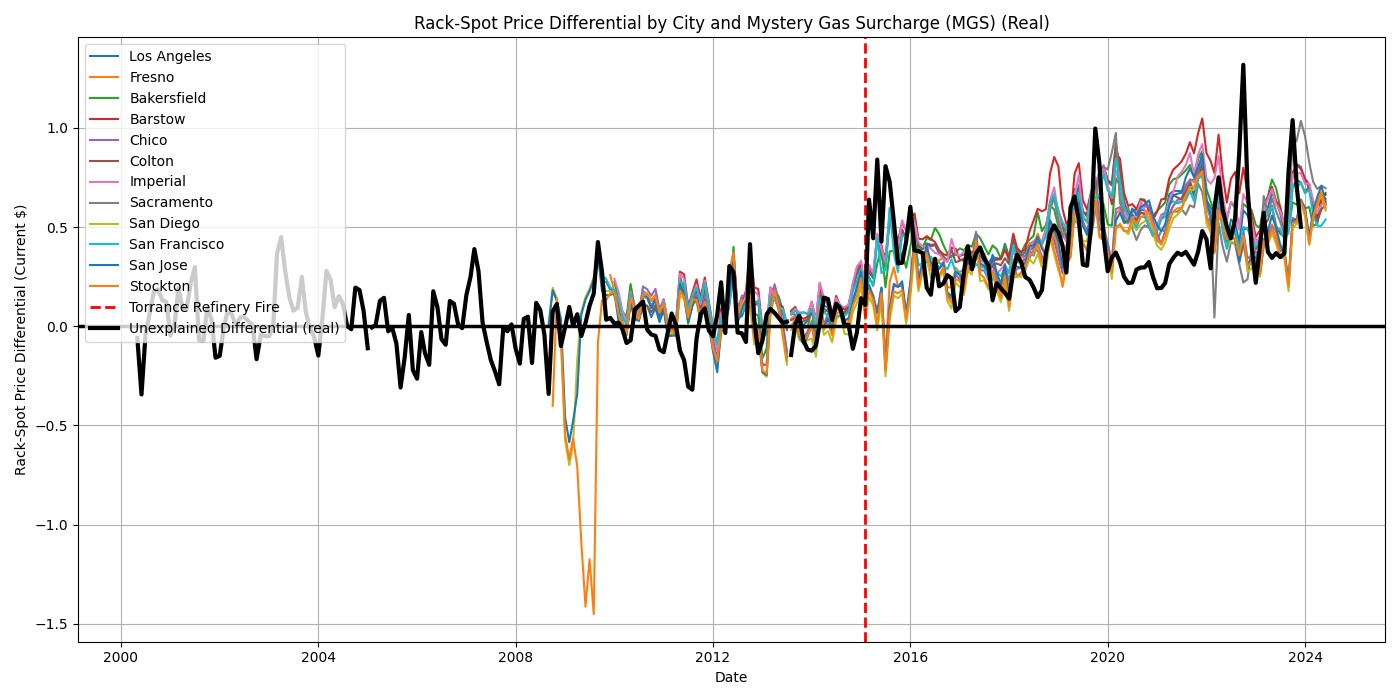 Rack-Spot Price Differential by City and Mystery Gas Surcharge (MGS) (Real)
Rack-Spot Price Differential (Current $)
1.0
0.5
0.0
−0.5
−1.0
−1.5
Los Angeles
Fresno
Bakersfield
Barstow
Chico
Colton
Imperial
Sacramento
San Diego
San Francisco
San Jose
Stockton
Torrance Refinery Fire
Unexplained Differential (real)
2000
2004
2008
2012
2016
2020
2024
Date